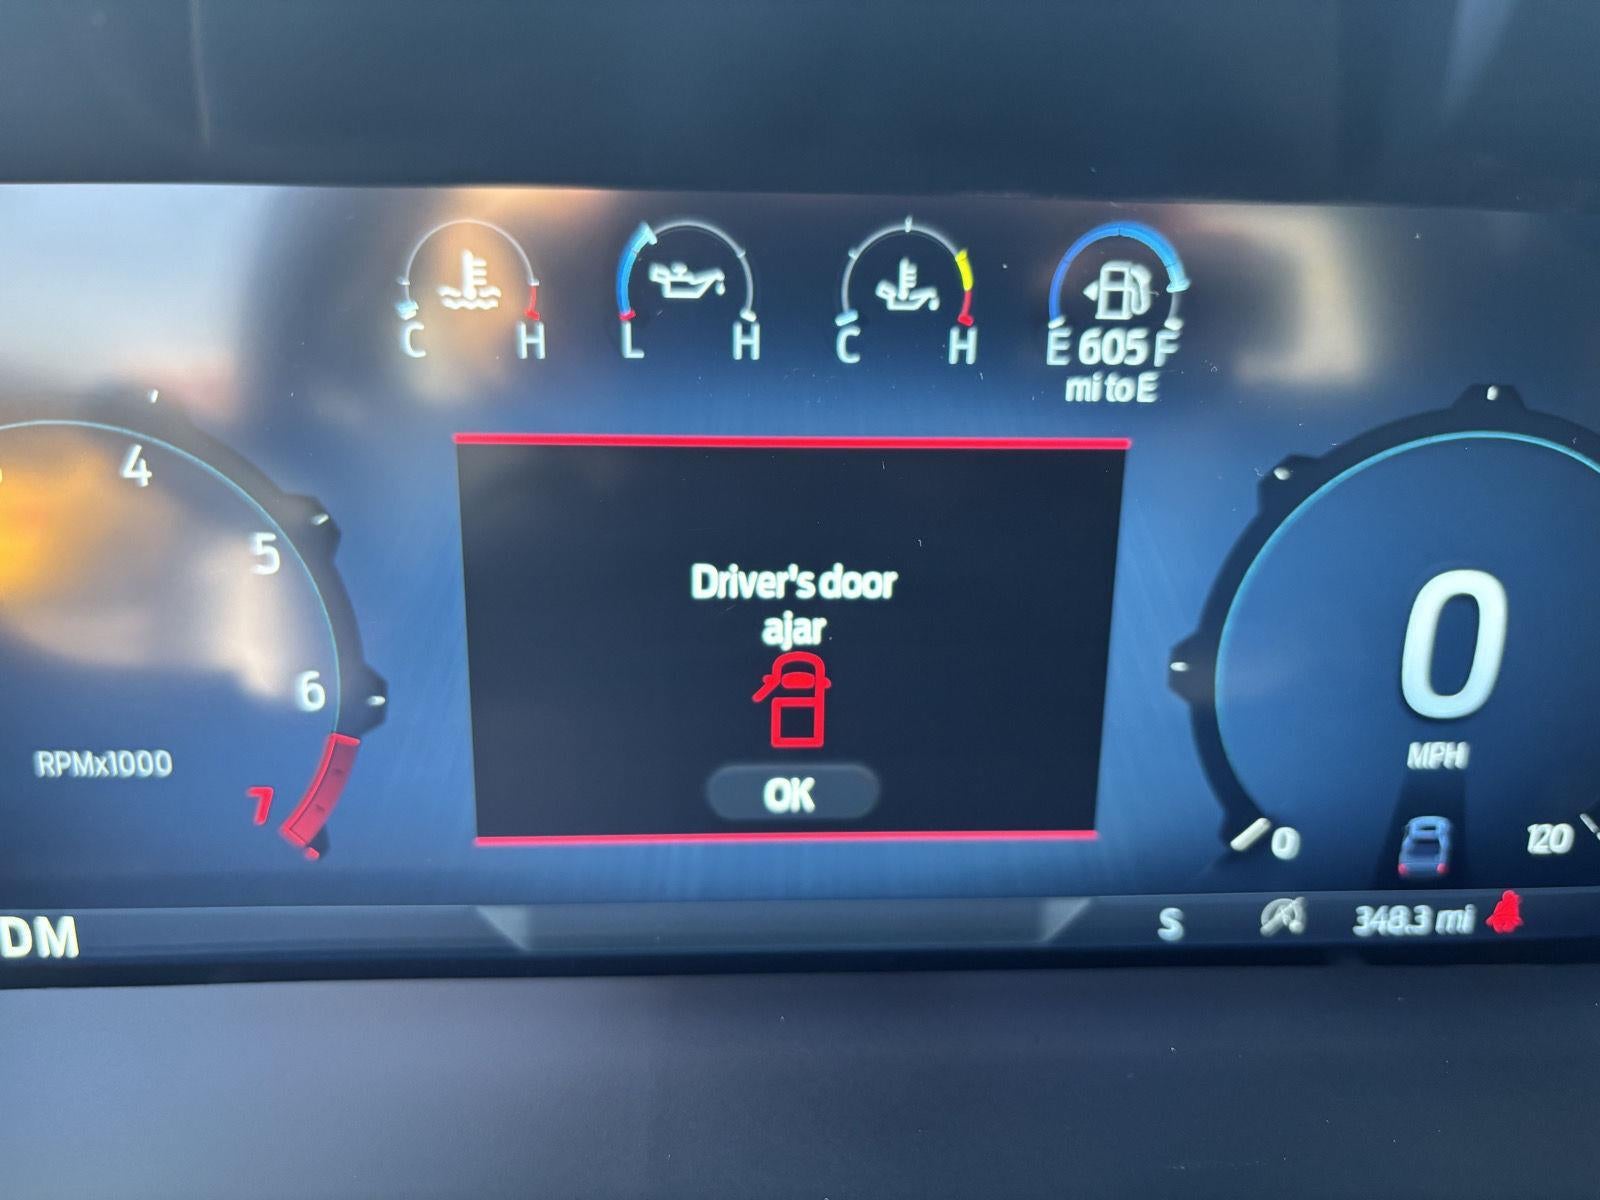 C H L H C H E 605 F
mi to E
4
5
6
7
RPMx1000
Driver's door
ajar
OK
0
MPH
0 120
DM
S 348.3 mi